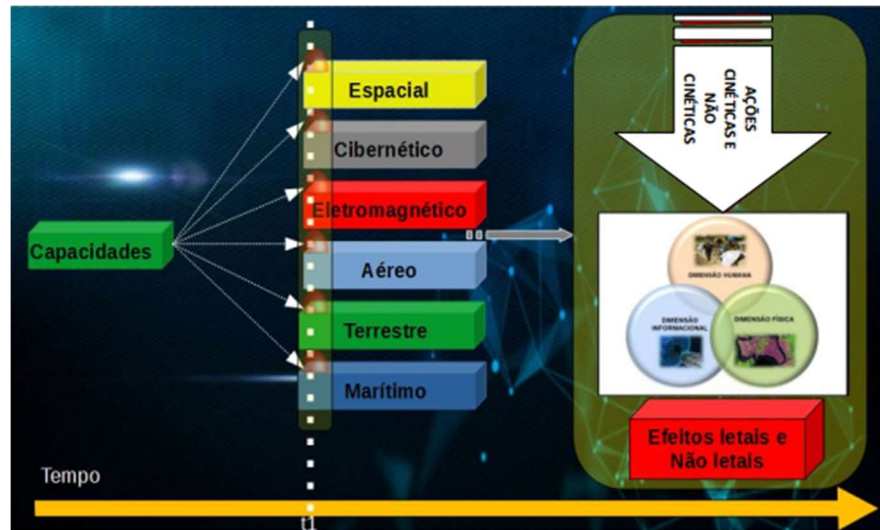 Capacidades
Espacial
Cibernético
Eletromagnético
Aéreo
Terrestre
Marítimo
AÇÕES
CINÉTICAS E
NÃO
CINÉTICAS
DIMENSÃO HUMANA
DIMENSÃO
INFORMACIONAL
DIMENSÃO FÍSICA
Efeitos letais e
Não letais
Tempo
t1